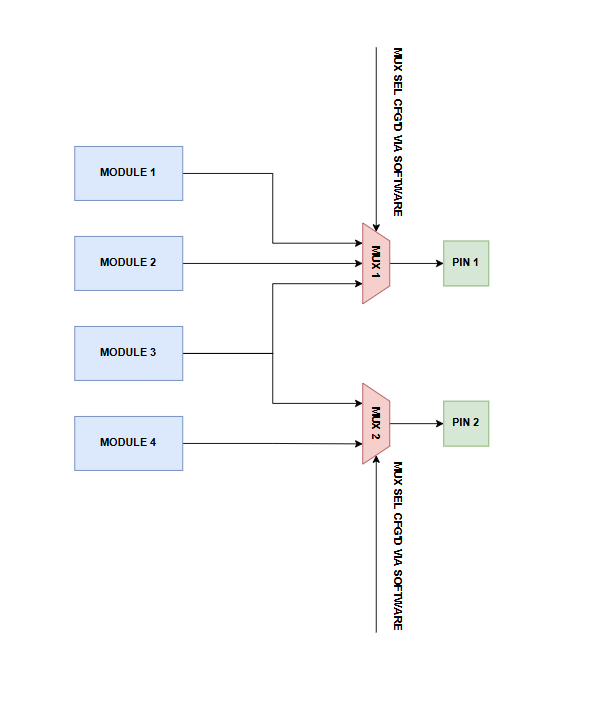 MUX SEL CFG'D VIA SOFTWARE
MODULE 1
MODULE 2
MUX 1
PIN 1
MODULE 3
MUX 2
PIN 2
MODULE 4
MUX SEL CFG'D VIA SOFTWARE